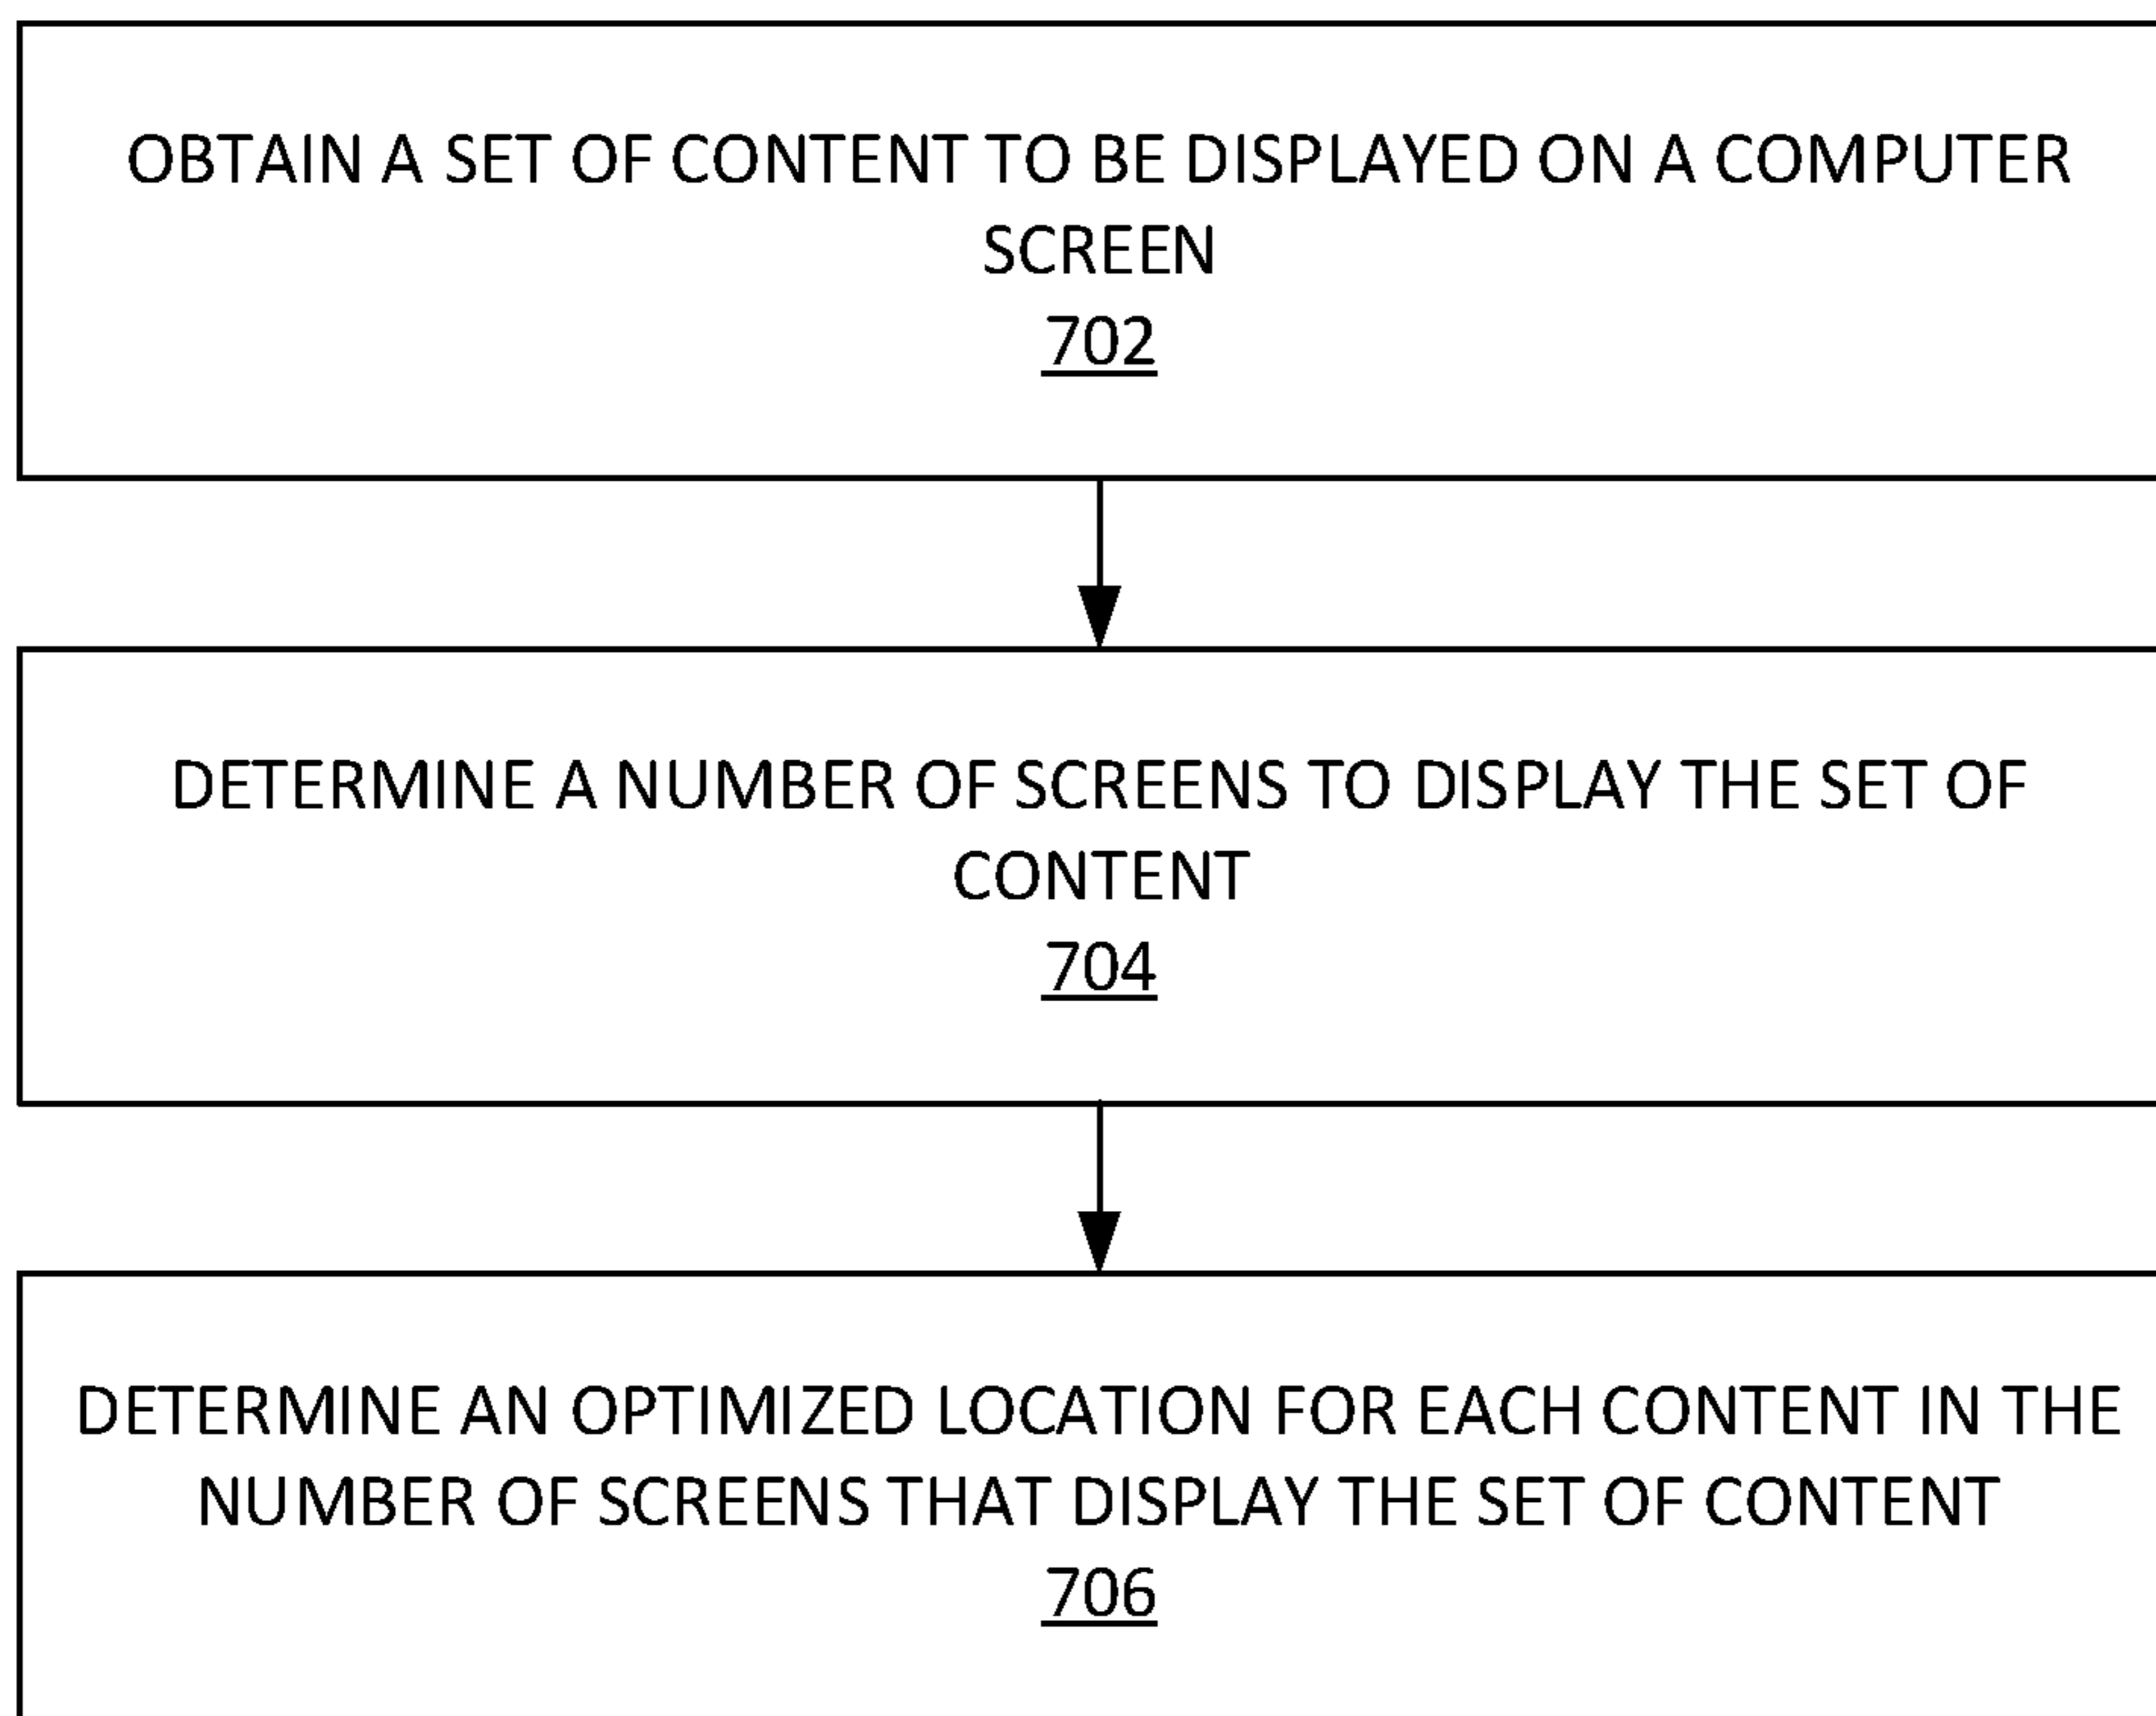 OBTAIN A SET OF CONTENT TO BE DISPLAYED ON A COMPUTER
SCREEN
702
DETERMINE A NUMBER OF SCREENS TO DISPLAY THE SET OF
CONTENT
704
DETERMINE AN OPTIMIZED LOCATION FOR EACH CONTENT IN THE
NUMBER OF SCREENS THAT DISPLAY THE SET OF CONTENT
706